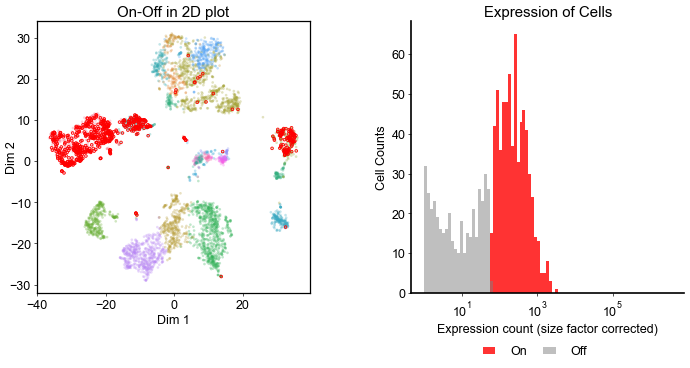 On-Off in 2D plot
Expression of Cells
30
20
10
0
−10
−20
−30
Dim 2
−40
−20
0
20
Dim 1
60
50
40
30
20
10
0
Cell Counts
10^1
10^3
10^5
Expression count (size factor corrected)
On
Off